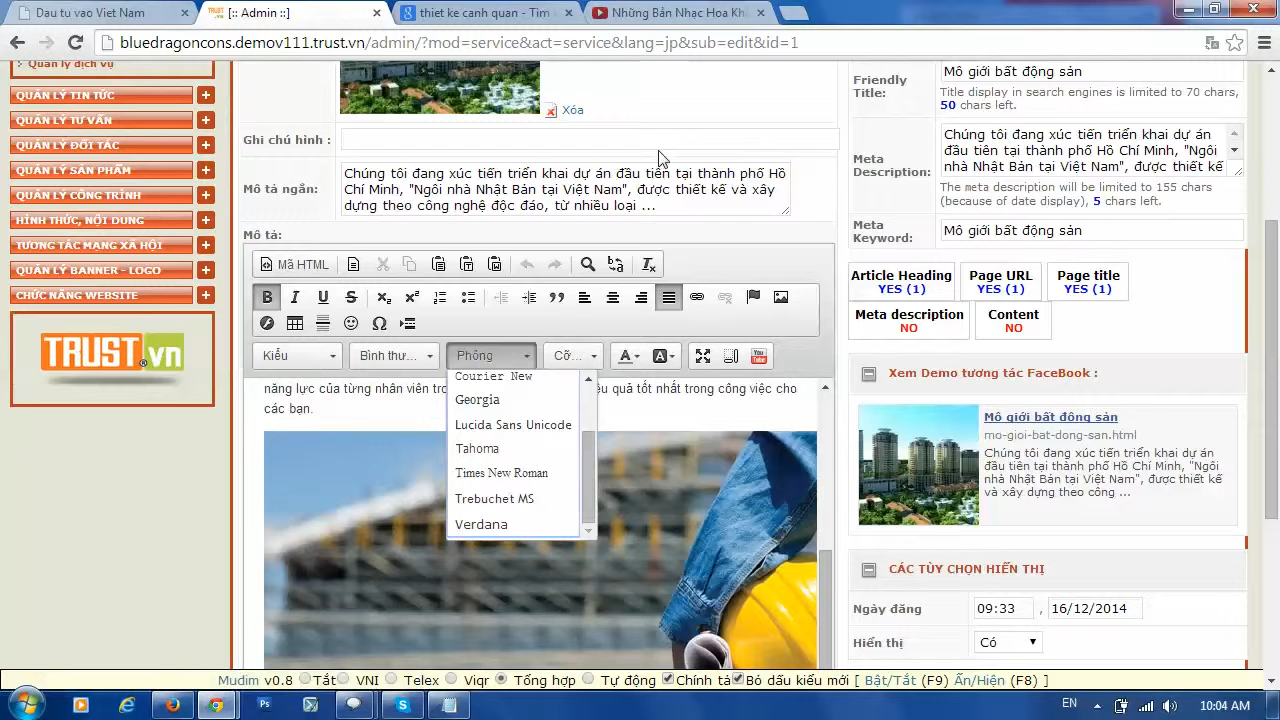 Dau tu vao Viet Nam
[:: Admin ::]
thiet ke canh quan - Tìm
Những Bản Nhạc Hoa Kh
bluedragoncons.demov111.trust.vn/admin/?mod=service&act=service&lang=jp&sub=edit&id=1
Quản lý dịch vụ
QUẢN LÝ TIN TỨC
QUẢN LÝ TƯ VẤN
QUẢN LÝ ĐỐI TÁC
QUẢN LÝ SẢN PHẨM
QUẢN LÝ CÔNG TRÌNH
HÌNH THỨC, NỘI DUNG
TƯƠNG TÁC MẠNG XÃ HỘI
QUẢN LÝ BANNER - LOGO
CHỨC NĂNG WEBSITE
TRUST.vn
Xóa
Ghi chú hình :
Mô tả ngắn:
Chúng tôi đang xúc tiến triển khai dự án đầu tiên tại thành phố Hồ
Chí Minh, "Ngôi nhà Nhật Bản tại Việt Nam", được thiết kế và xây
dựng theo công nghệ độc đáo, từ nhiều loại ...
Mô tả:
Mã HTML
Kiểu
Bình thư...
Phông
Cỡ...
Courier New
Georgia
Lucida Sans Unicode
Tahoma
Times New Roman
Trebuchet MS
Verdana
năng lực của từng nhân viên tro
quả tốt nhất trong công việc cho
các bạn.
Friendly
Title:
Mô giới bất động sản
Title display in search engines is limited to 70 chars,
50 chars left.
Meta
Description:
Chúng tôi đang xúc tiến triển khai dự án
đầu tiên tại thành phố Hồ Chí Minh, "Ngôi
nhà Nhật Bản tại Việt Nam", được thiết kế
The meta description will be limited to 155 chars
(because of date display), 5 chars left.
Meta
Keyword:
Mô giới bất động sản
Article Heading
YES (1)
Page URL
YES (1)
Page title
YES (1)
Meta description
NO
Content
NO
Xem Demo tương tác FaceBook :
Mô giới bất động sản
mo-gioi-bat-dong-san.html
Chúng tôi đang xúc tiến triển khai dự án
đầu tiên tại thành phố Hồ Chí Minh, "Ngôi
nhà Nhật Bản tại Việt Nam", được thiết kế
và xây dựng theo công ...
CÁC TÙY CHỌN HIỂN THỊ
Ngày đăng
09:33 , 16/12/2014
Hiển thị
Có
Mudim v0.8 Tắt VNI Telex Viqr Tổng hợp Tự động Chính tả Bỏ dấu kiểu mới [ Bật/Tắt (F9) Ẩn/Hiện (F8) ]
EN
10:04 AM